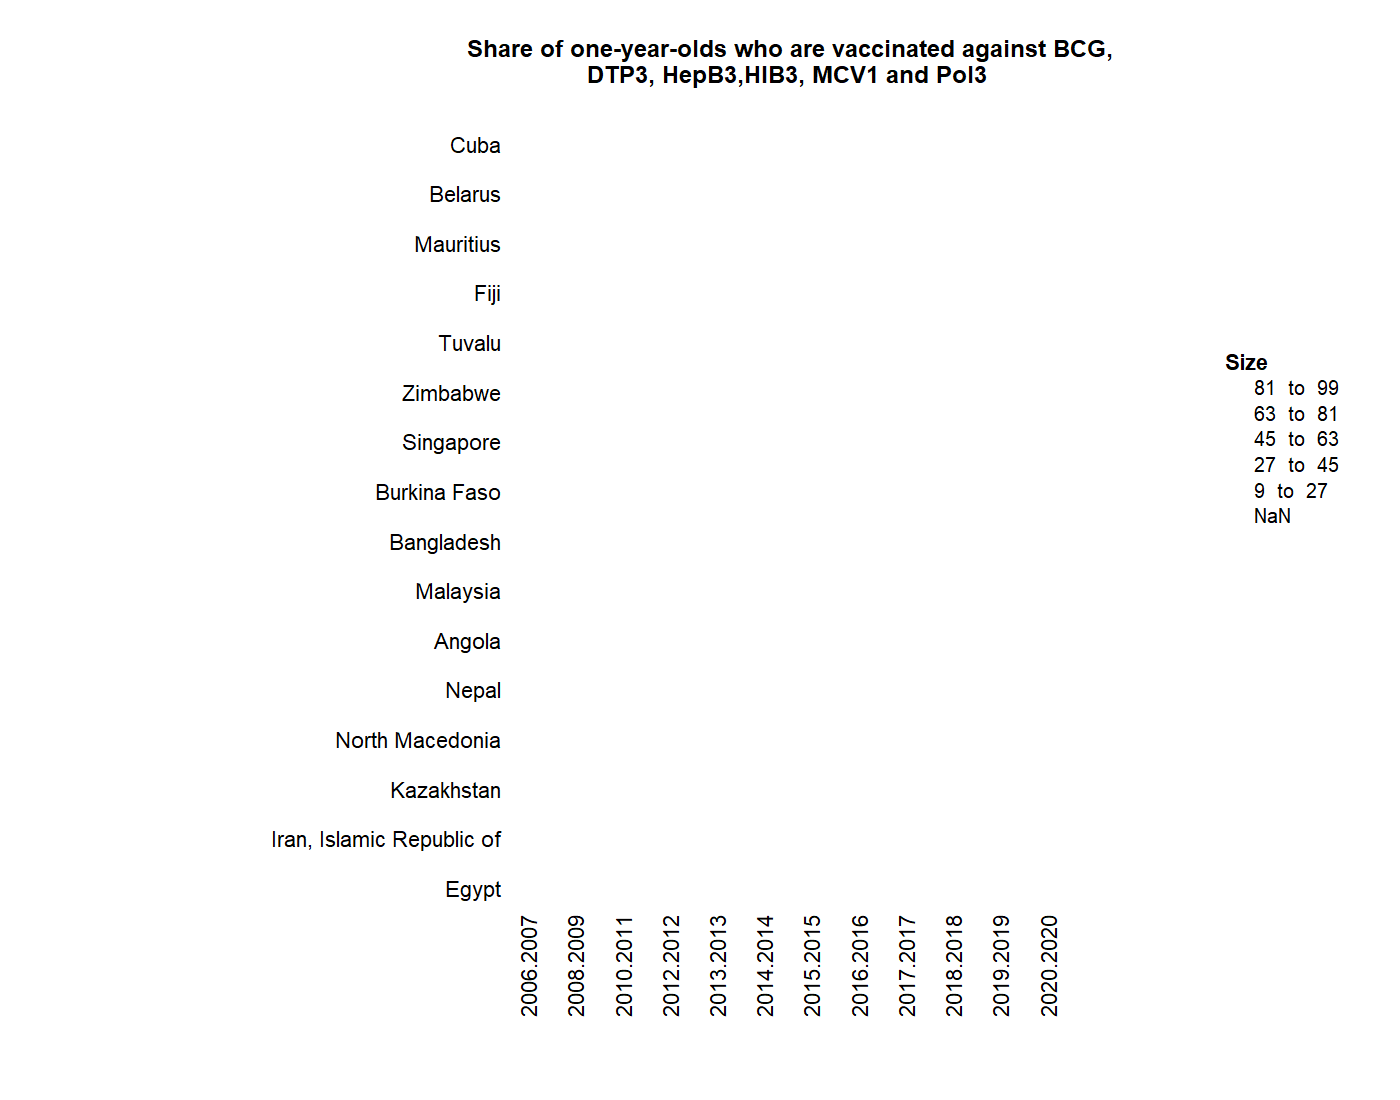 Share of one-year-olds who are vaccinated against BCG,
DTP3, HepB3,HIB3, MCV1 and Pol3
Cuba
Belarus
Mauritius
Fiji
Tuvalu
Zimbabwe
Singapore
Burkina Faso
Bangladesh
Malaysia
Angola
Nepal
North Macedonia
Kazakhstan
Iran, Islamic Republic of
Egypt
2006.2007
2008.2009
2010.2011
2012.2012
2013.2013
2014.2014
2015.2015
2016.2016
2017.2017
2018.2018
2019.2019
2020.2020
Size
81 to 99
63 to 81
45 to 63
27 to 45
9 to 27
NaN